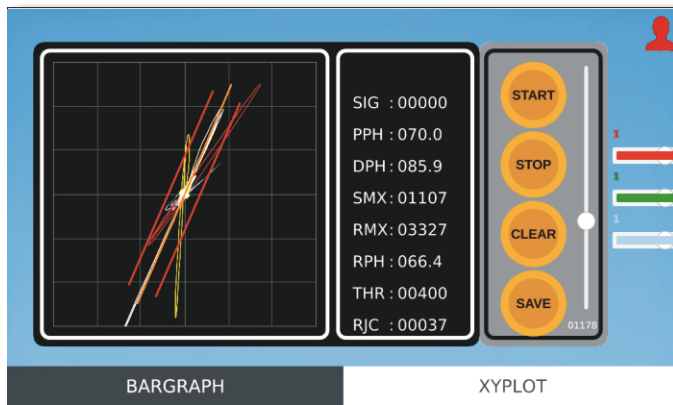 SIG : 00000
PPH : 070.0
DPH : 085.9
SMX : 01107
RMX : 03327
RPH : 066.4
THR : 00400
RJC : 00037
START
STOP
CLEAR
SAVE
01178
1
1
1
BARGRAPH
XYPLOT